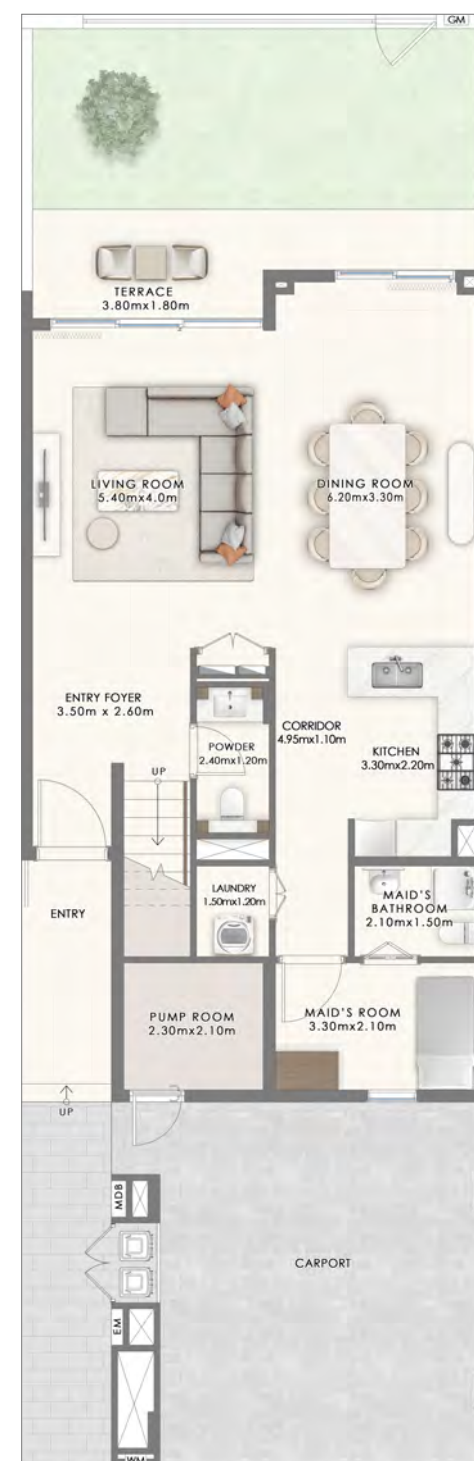 GM
TERRACE
3.80mx1.80m
LIVING ROOM
5.40mx4.0m
DINING ROOM
6.20mx3.30m
ENTRY FOYER
3.50m x 2.60m
UP
POWDER
2.40mx1.20m
CORRIDOR
4.95mx1.10m
KITCHEN
3.30mx2.20m
ENTRY
LAUNDRY
1.50mx1.20m
MAID'S
BATHROOM
2.10mx1.50m
PUMP ROOM
2.30mx2.10m
MAID'S ROOM
3.30mx2.10m
UP
MDB
CARPORT
EM
WM